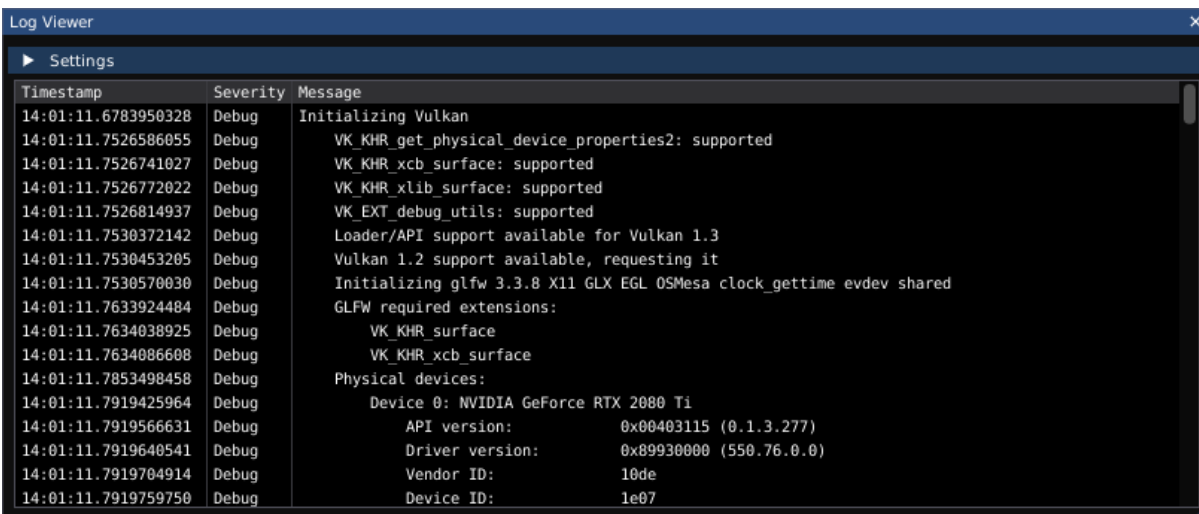 Log Viewer
Settings
Timestamp Severity Message
14:01:11.6783950328 Debug Initializing Vulkan
14:01:11.7526586055 Debug VK_KHR_get_physical_device_properties2: supported
14:01:11.7526741027 Debug VK_KHR_xcb_surface: supported
14:01:11.7526772022 Debug VK_KHR_xlib_surface: supported
14:01:11.7526814937 Debug VK_EXT_debug_utils: supported
14:01:11.7530372142 Debug Loader/API support available for Vulkan 1.3
14:01:11.7530453205 Debug Vulkan 1.2 support available, requesting it
14:01:11.7530570030 Debug Initializing glfw 3.3.8 X11 GLX EGL OSMesa clock_gettime evdev shared
14:01:11.7633924484 Debug GLFW required extensions:
14:01:11.7634038925 Debug VK_KHR_surface
14:01:11.7634086608 Debug VK_KHR_xcb_surface
14:01:11.7853498458 Debug Physical devices:
14:01:11.7919425964 Debug Device 0: NVIDIA GeForce RTX 2080 Ti
14:01:11.7919566631 Debug API version: 0x00403115 (0.1.3.277)
14:01:11.7919640541 Debug Driver version: 0x89930000 (550.76.0.0)
14:01:11.7919704914 Debug Vendor ID: 10de
14:01:11.7919759750 Debug Device ID: 1e07